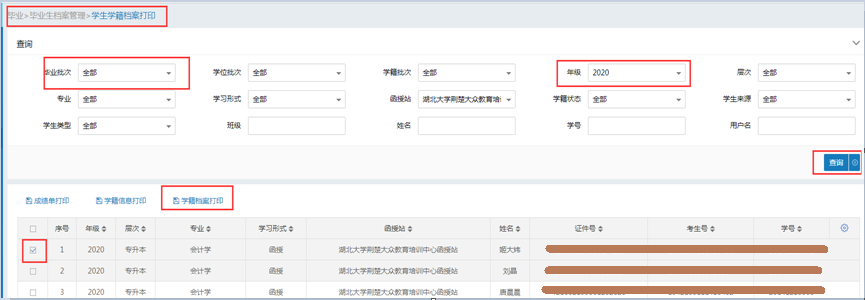 毕业>毕业生档案管理>学生学籍档案打印
查询
毕业批次 全部 学位批次 全部 学籍批次 全部 年级 2020 层次 全部
专业 全部 学习形式 全部 函授站 湖北大学荆楚大众教育培 学籍状态 全部 学生来源 全部
学生类型 全部 班级 姓名 学号 用户名
查询
成绩单打印 学籍信息打印 学籍档案打印
序号 年级 层次 专业 学习形式 函授站 姓名 证件号 考生号 学号
1 2020 专升本 会计学 函授 湖北大学荆楚大众教育培训中心函授站 姬大炜
2 2020 专升本 会计学 函授 湖北大学荆楚大众教育培训中心函授站 刘晶
3 2020 专升本 会计学 函授 湖北大学荆楚大众教育培训中心函授站 唐晨晨